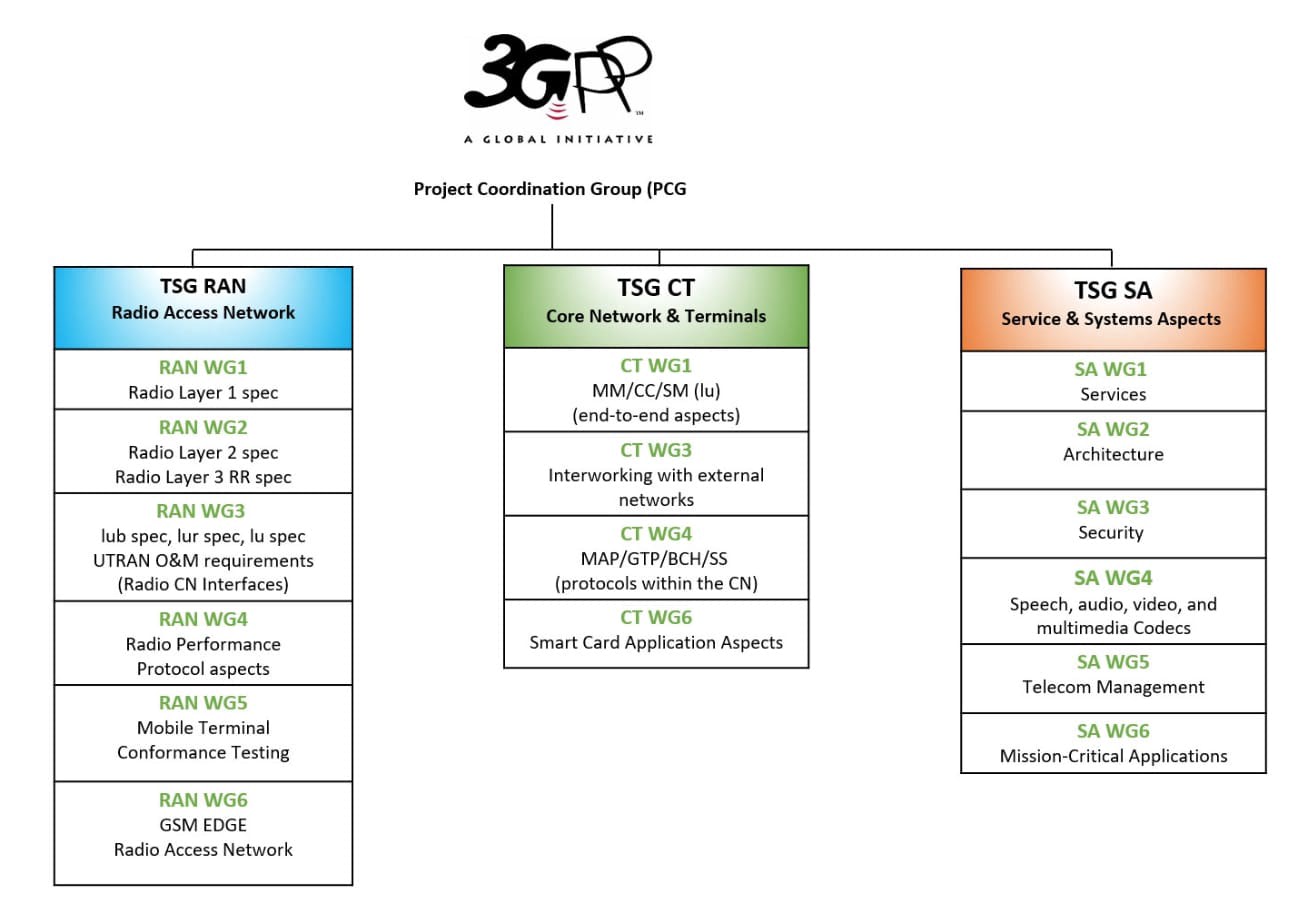 3GPP
TM
A GLOBAL INITIATIVE
Project Coordination Group (PCG
TSG RAN
Radio Access Network
RAN WG1
Radio Layer 1 spec
RAN WG2
Radio Layer 2 spec
Radio Layer 3 RR spec
RAN WG3
lub spec, lur spec, lu spec
UTRAN O&M requirements
(Radio CN Interfaces)
RAN WG4
Radio Performance
Protocol aspects
RAN WG5
Mobile Terminal
Conformance Testing
RAN WG6
GSM EDGE
Radio Access Network
TSG CT
Core Network & Terminals
CT WG1
MM/CC/SM (lu)
(end-to-end aspects)
CT WG3
Interworking with external
networks
CT WG4
MAP/GTP/BCH/SS
(protocols within the CN)
CT WG6
Smart Card Application Aspects
TSG SA
Service & Systems Aspects
SA WG1
Services
SA WG2
Architecture
SA WG3
Security
SA WG4
Speech, audio, video, and
multimedia Codecs
SA WG5
Telecom Management
SA WG6
Mission-Critical Applications